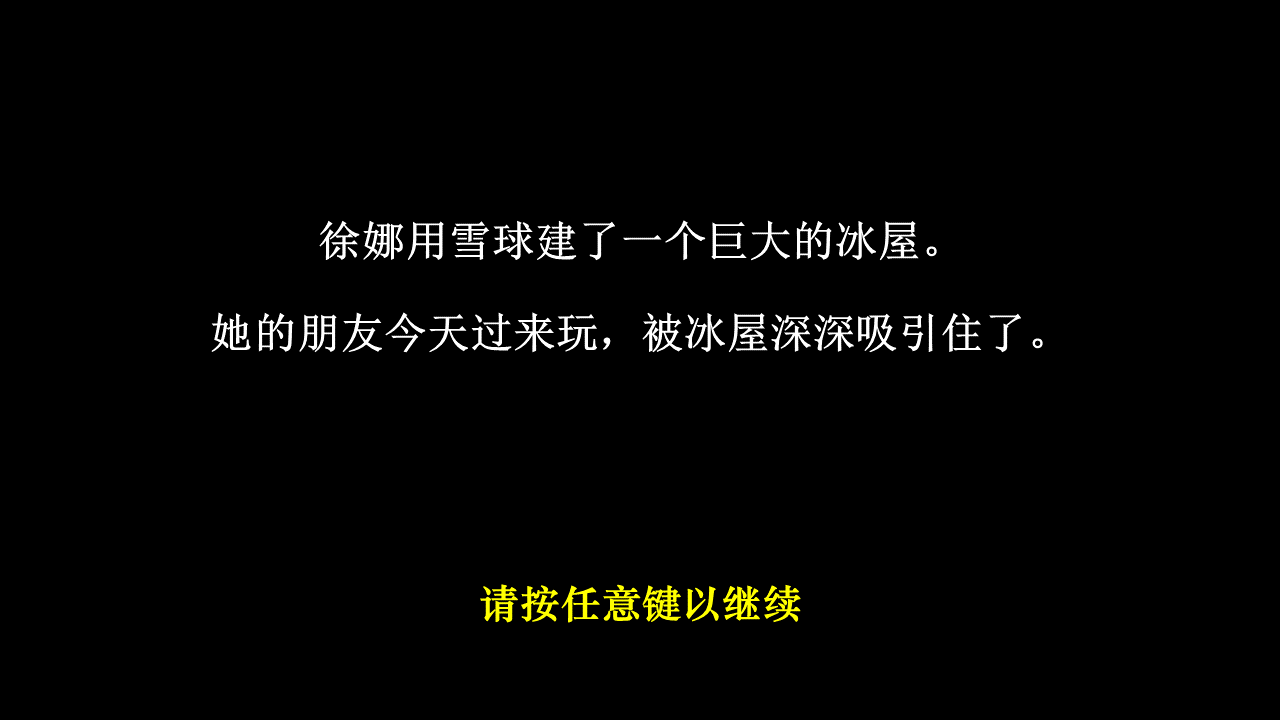 徐娜用雪球建了一个巨大的冰屋。
她的朋友今天过来玩，被冰屋深深吸引住了。
请按任意键以继续